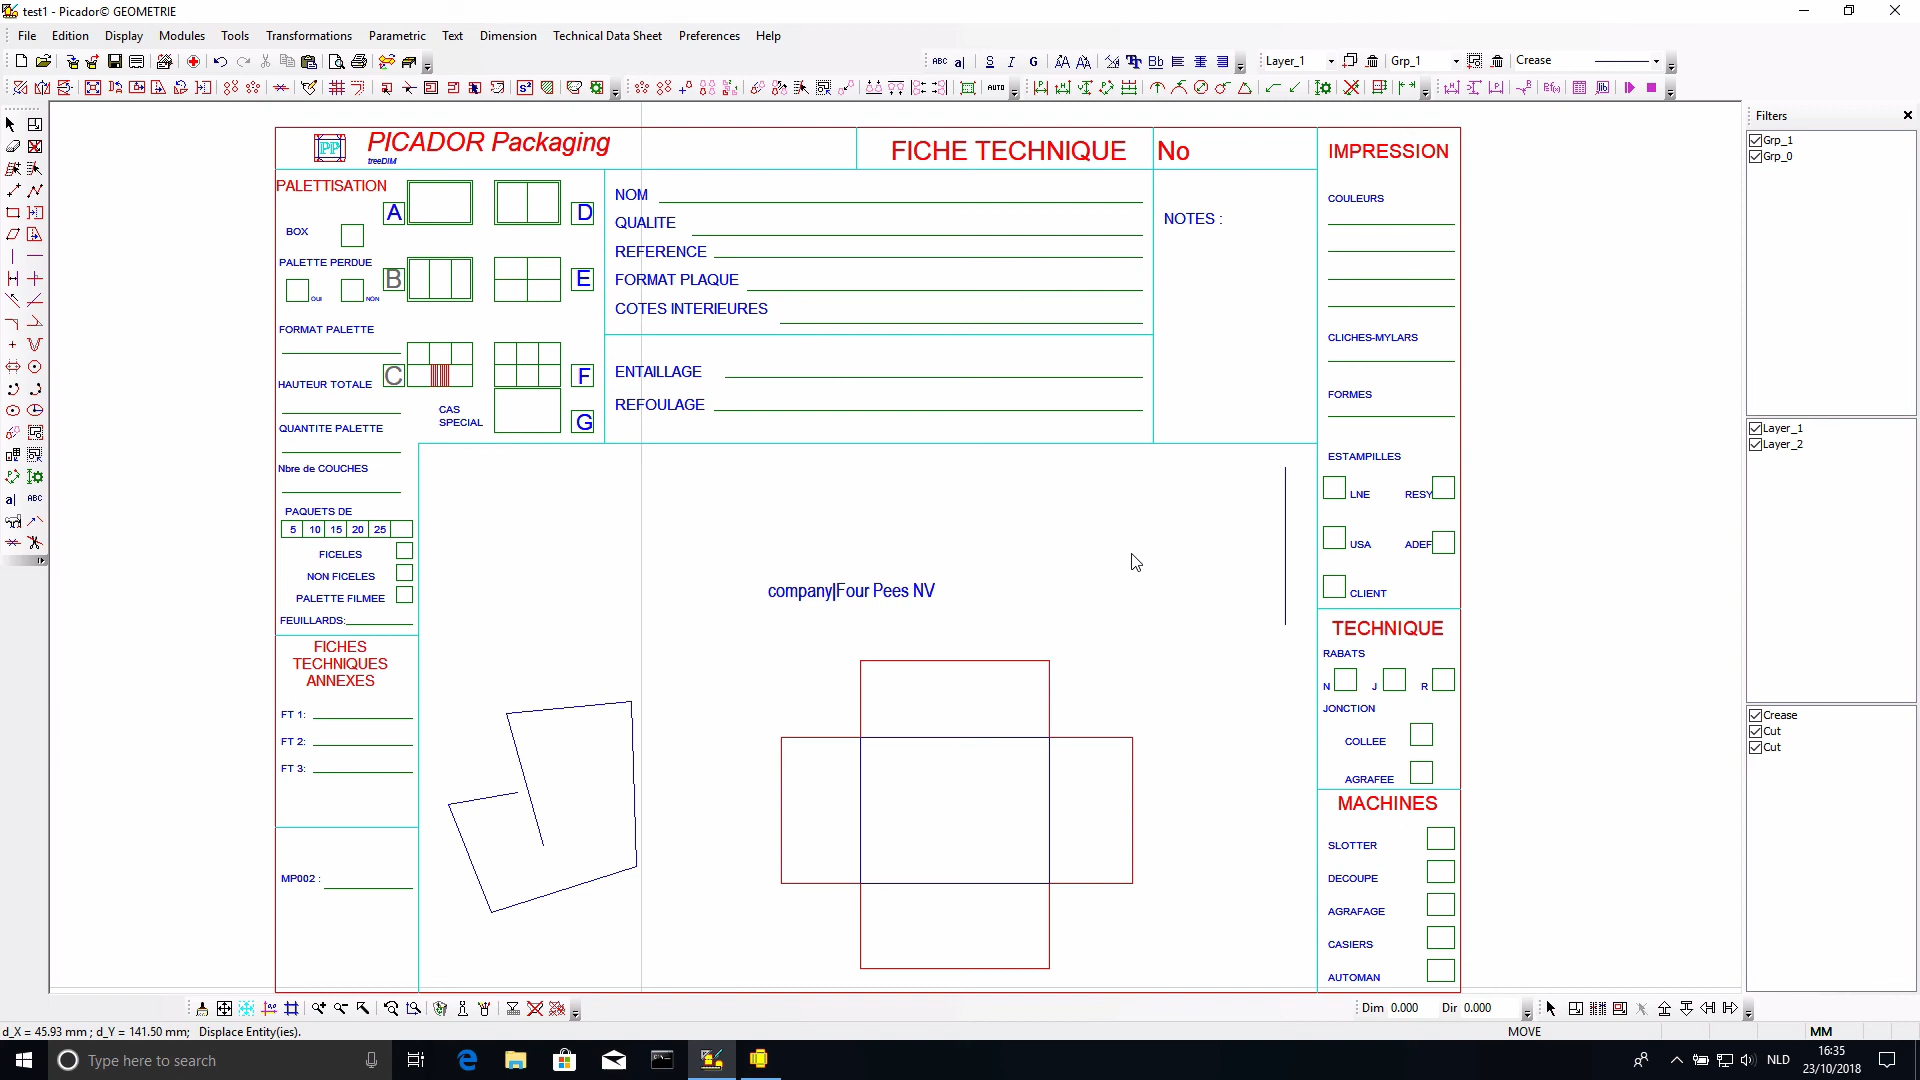 test1 - Picador© GEOMETRIE
File Edition Display Modules Tools Transformations Parametric Text Dimension Technical Data Sheet Preferences Help
ABC a| S I G Layer_1 Grp_1 Crease
AUTO
Filters
Grp_1
Grp_0
Layer_1
Layer_2
Crease
Cut
Cut
PP
PICADOR Packaging
treeDIM
FICHE TECHNIQUE
No
PALETTISATION
BOX
PALETTE PERDUE
OUI
NON
FORMAT PALETTE
HAUTEUR TOTALE
QUANTITE PALETTE
Nbre de COUCHES
PAQUETS DE
5 10 15 20 25
FICELES
NON FICELES
PALETTE FILMEE
FEUILLARDS:
A
B
C
D
E
F
G
CAS
SPECIAL
FICHES
TECHNIQUES
ANNEXES
FT 1:
FT 2:
FT 3:
MP002 :
NOM
QUALITE
REFERENCE
FORMAT PLAQUE
COTES INTERIEURES
ENTAILLAGE
REFOULAGE
NOTES :
company|Four Pees NV
IMPRESSION
COULEURS
CLICHES-MYLARS
FORMES
ESTAMPILLES
LNE RESY
USA ADEF
CLIENT
TECHNIQUE
RABATS
N J R
JONCTION
COLLEE
AGRAFEE
MACHINES
SLOTTER
DECOUPE
AGRAFAGE
CASIERS
AUTOMAN
Dim 0.000 Dir 0.000
d_X = 45.93 mm ; d_Y = 141.50 mm; Displace Entity(ies).
MOVE
MM
Type here to search
NLD
16:35
23/10/2018